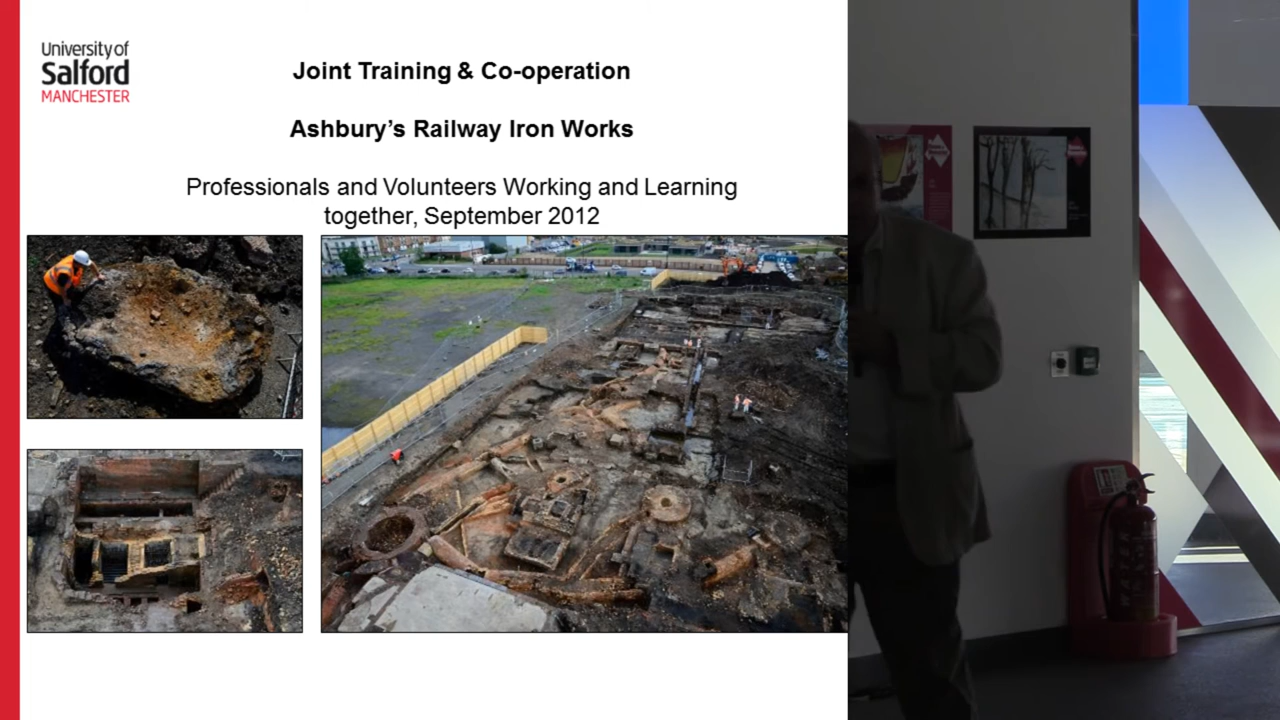 University of
Salford
MANCHESTER
Joint Training & Co-operation
Ashbury's Railway Iron Works
Professionals and Volunteers Working and Learning
together, September 2012
WATER